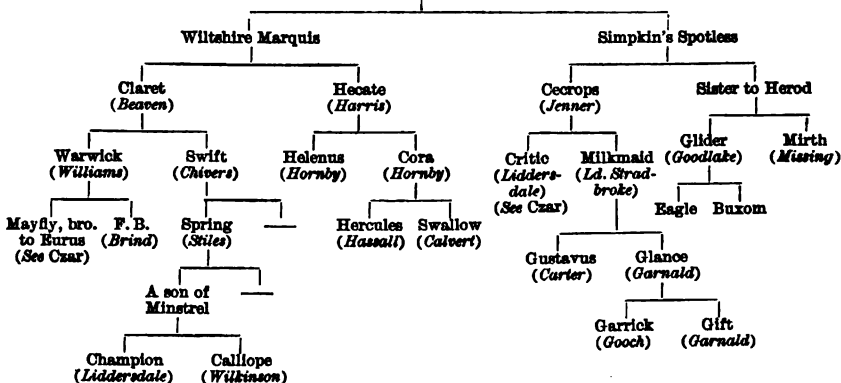 Wiltshire Marquis Simpkin's Spotless
Claret Hecate Cecrops Sister to Herod
(Beaven) (Harris) (Jenner)
Warwick Swift Helenus Cora Critic Milkmaid Glider Mirth
(Williams) (Chivers) (Hornby) (Hornby) (Lidders- (Ld. Strad- (Goodlake) (Missing)
dale) broke)
(See Czar)
Eagle Buxom
Mayfly, bro. F. B. Spring Hercules Swallow
to Eurus (Brind) (Stiles) (Hassall) (Calvert)
(See Czar)
Gustavus Glance
(Carter) (Garnald)
A son of
Minstrel
Garrick Gift
(Gooch) (Garnald)
Champion Calliope
(Liddersdale) (Wilkinson)